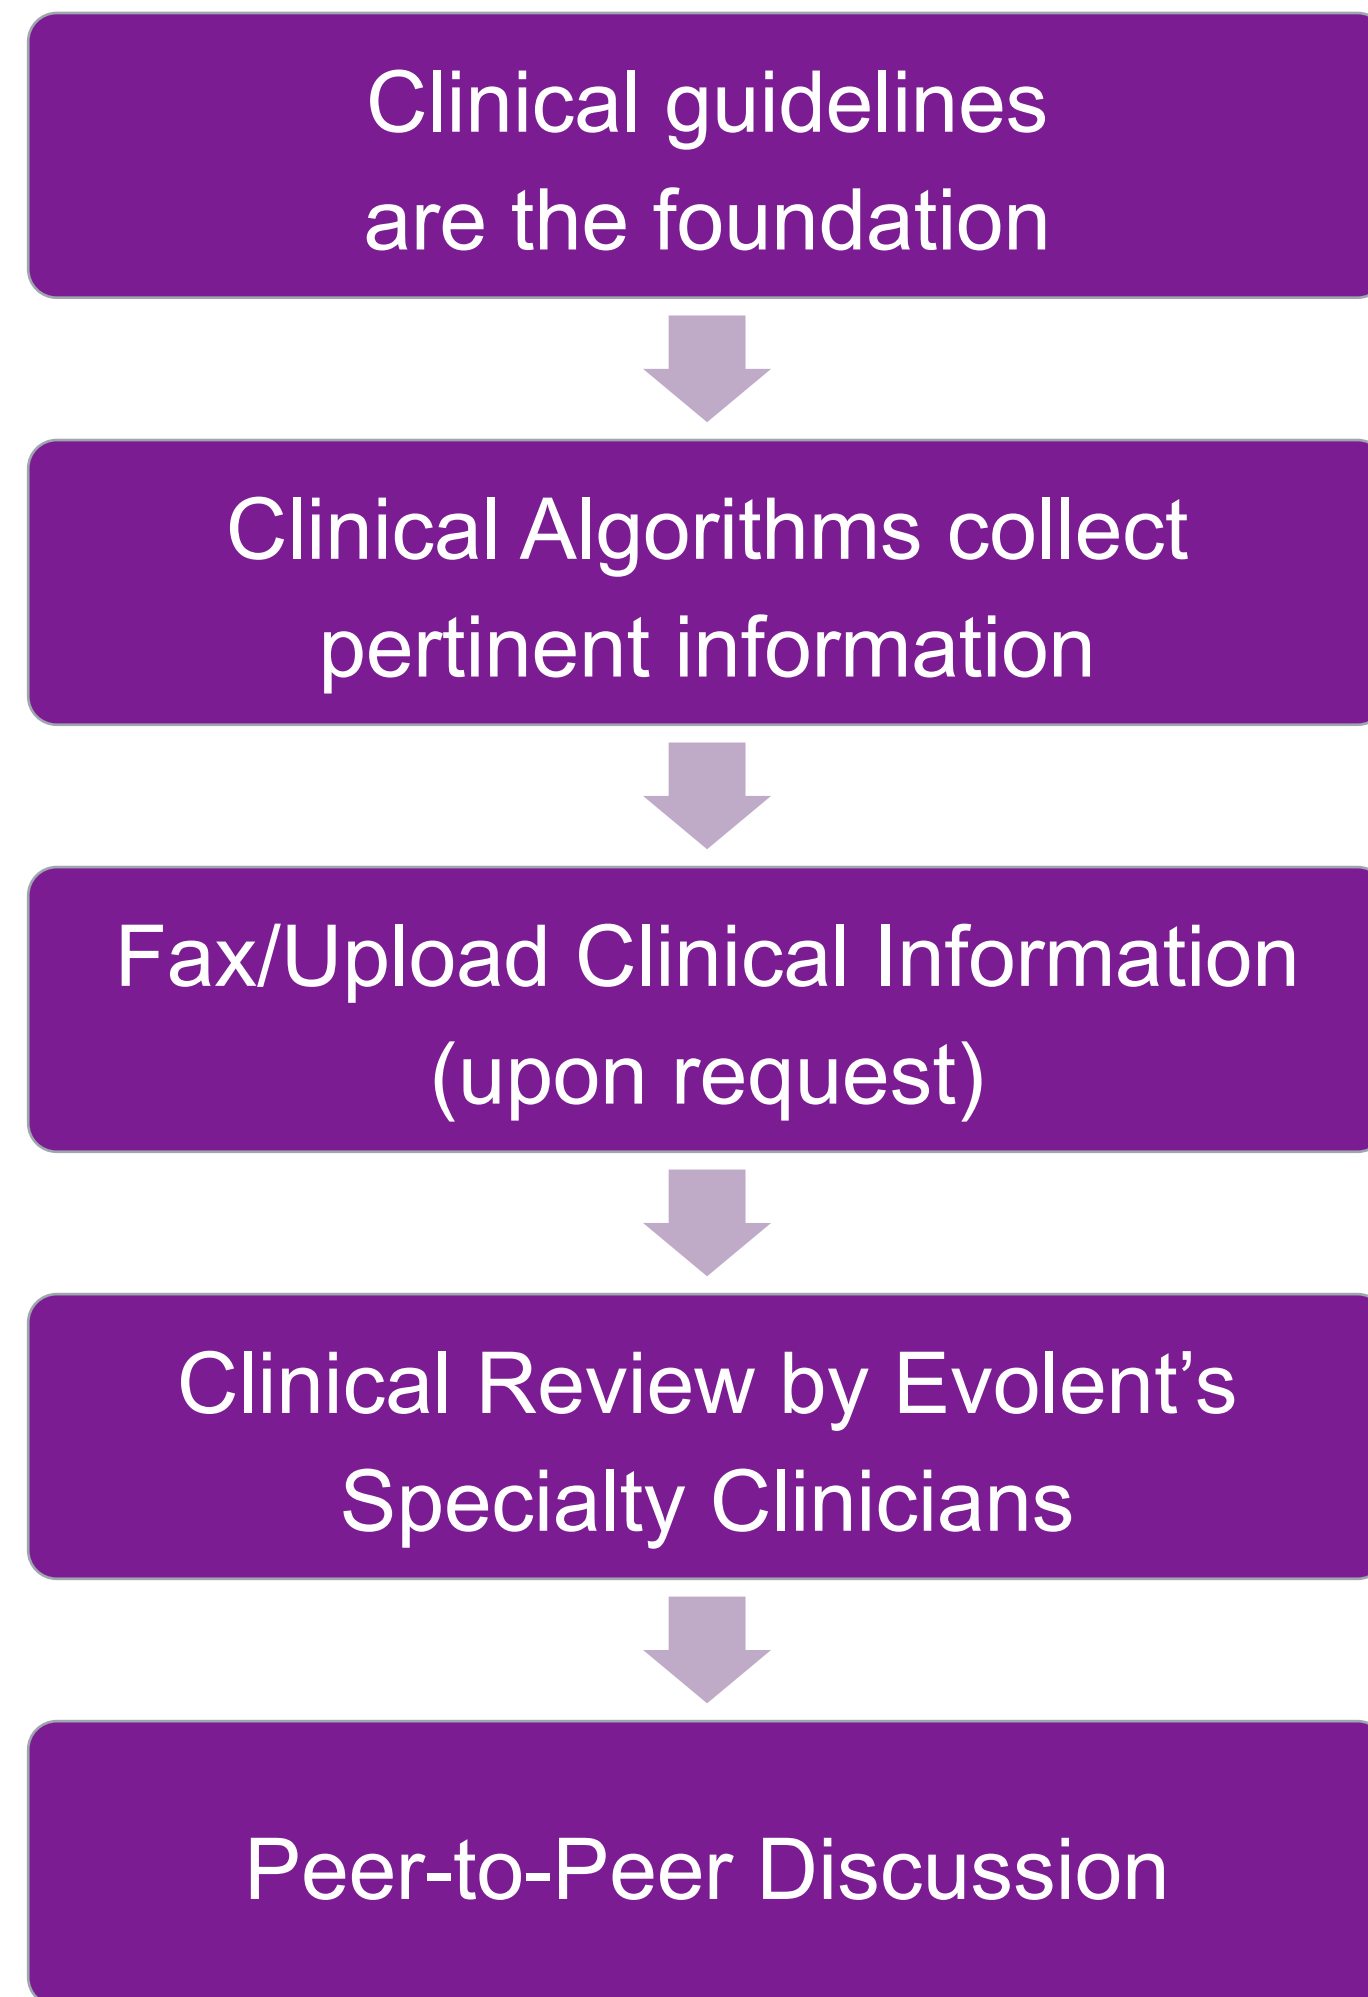 Clinical guidelines
are the foundation
Clinical Algorithms collect
pertinent information
Fax/Upload Clinical Information
(upon request)
Clinical Review by Evolent’s
Specialty Clinicians
Peer-to-Peer Discussion